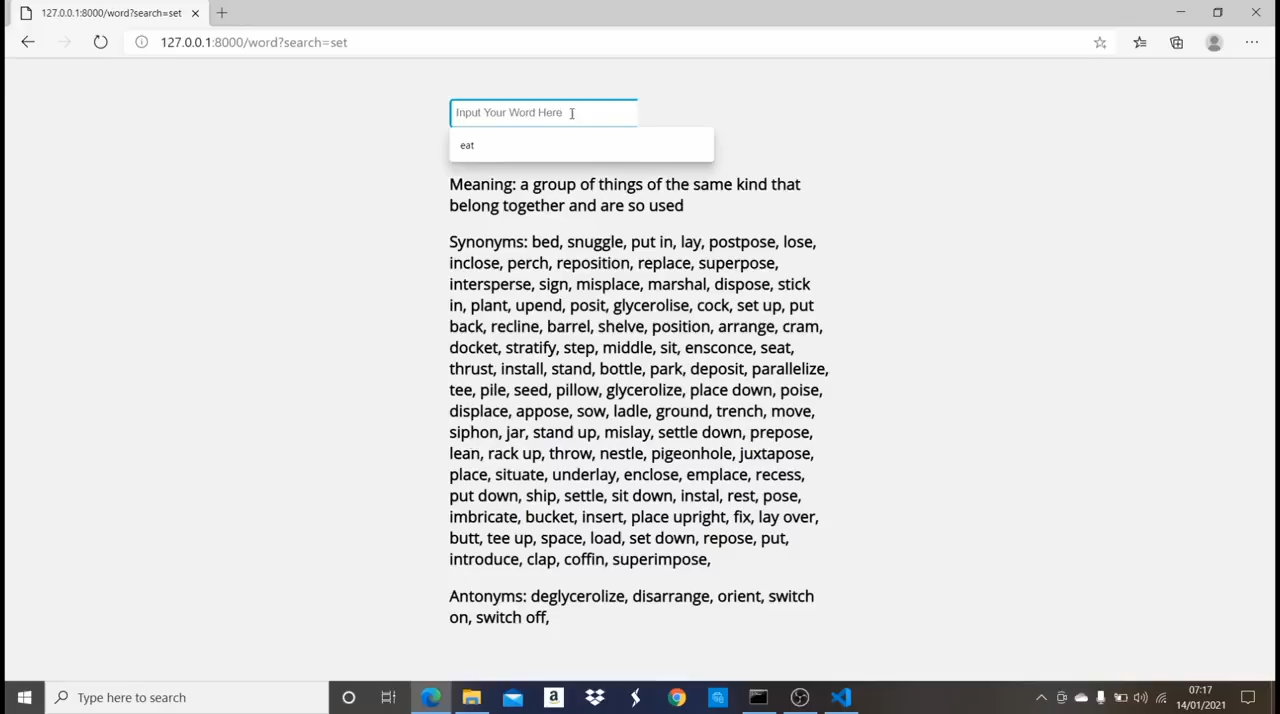 127.0.0.1:8000/word?search=set
127.0.0.1:8000/word?search=set
Input Your Word Here
eat
Meaning: a group of things of the same kind that
belong together and are so used
Synonyms: bed, snuggle, put in, lay, postpose, lose,
inclose, perch, reposition, replace, superpose,
intersperse, sign, misplace, marshal, dispose, stick
in, plant, upend, posit, glycerolise, cock, set up, put
back, recline, barrel, shelve, position, arrange, cram,
docket, stratify, step, middle, sit, ensconce, seat,
thrust, install, stand, bottle, park, deposit, parallelize,
tee, pile, seed, pillow, glycerolize, place down, poise,
displace, appose, sow, ladle, ground, trench, move,
siphon, jar, stand up, mislay, settle down, prepose,
lean, rack up, throw, nestle, pigeonhole, juxtapose,
place, situate, underlay, enclose, emplace, recess,
put down, ship, settle, sit down, instal, rest, pose,
imbricate, bucket, insert, place upright, fix, lay over,
butt, tee up, space, load, set down, repose, put,
introduce, clap, coffin, superimpose,
Antonyms: deglycerolize, disarrange, orient, switch
on, switch off,
Type here to search
07:17
14/01/2021